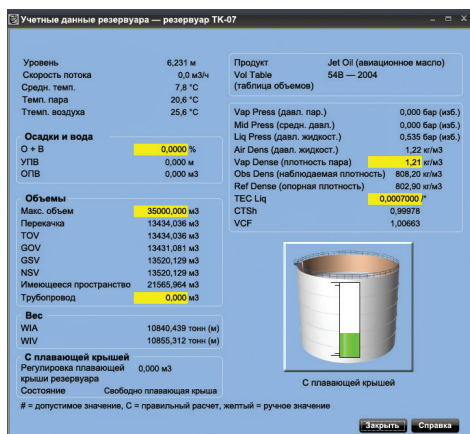 Учетные данные резервуара — резервуар ТК-07
Уровень 6,231 м
Скорость потока 0,0 м3/ч
Средн. темп. 7,8 °C
Темп. пара 20,6 °C
Ттемп. воздуха 25,6 °C
Осадки и вода
О + В 0,0000 %
УПВ 0,000 м
ОПВ 0,000 м3
Объемы
Макс. объем 35000,000 м3
Перекачка 13434,036 м3
TOV 13434,036 м3
GOV 13431,081 м3
GSV 13520,129 м3
NSV 13520,129 м3
Имеющееся пространство 21565,964 м3
Трубопровод 0,000 м3
Вес
WIA 10840,439 тонн (м)
WIV 10855,312 тонн (м)
С плавающей крышей
Регулировка плавающей 0,000 м3
крыши резервуара
Состояние Свободно плавающая крыша
# = допустимое значение, С = правильный расчет, желтый = ручное значение
Продукт Jet Oil (авиационное масло)
Vol Table 54B — 2004
(таблица объемов)
Vap Press (давл. пар.) 0,000 бар (изб.)
Mid Press (средн. давл.) 0,000 бар (изб.)
Liq Press (давл. жидкост.) 0,535 бар (изб.)
Air Dens (давл. жидкост.) 1,22 кг/м3
Vap Dense (плотность пара) 1,21 кг/м3
Obs Dens (наблюдаемая плотность) 808,20 кг/м3
Ref Dense (опорная плотность) 802,90 кг/м3
TEC Liq 0,0007000 /°
CTSh 0,99978
VCF 1,00663
С плавающей крышей
Закрыть Справка